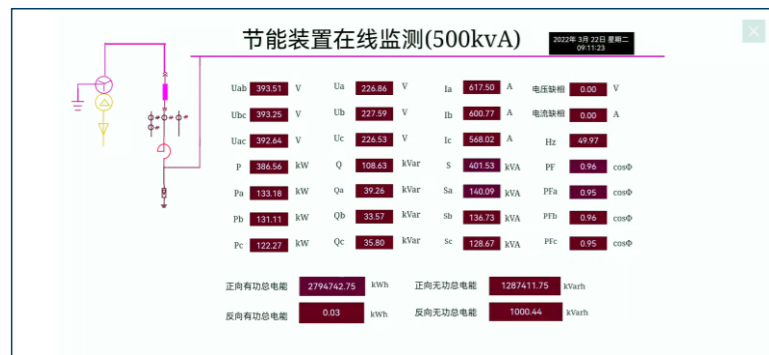 节能装置在线监测(500kvA)
2022年 3月 22日 星期二
09:11:23
Uab 393.51 V Ua 226.86 V Ia 617.50 A 电压缺相 0.00 V
Ubc 393.25 V Ub 227.59 V Ib 600.77 A 电流缺相 0.00 A
Uac 392.64 V Uc 226.53 V Ic 568.02 A Hz 49.97
P 386.56 kW Q 108.63 kVar S 401.53 kVA PF 0.96 cosΦ
Pa 133.18 kW Qa 39.26 kVar Sa 140.09 kVA PFa 0.95 cosΦ
Pb 131.11 kW Qb 33.57 kVar Sb 136.73 kVA PFb 0.96 cosΦ
Pc 122.27 kW Qc 35.80 kVar Sc 128.67 kVA PFc 0.95 cosΦ
正向有功总电能 2794742.75 kWh 正向无功总电能 1287411.75 kVarh
反向有功总电能 0.03 kWh 反向无功总电能 1000.44 kVarh